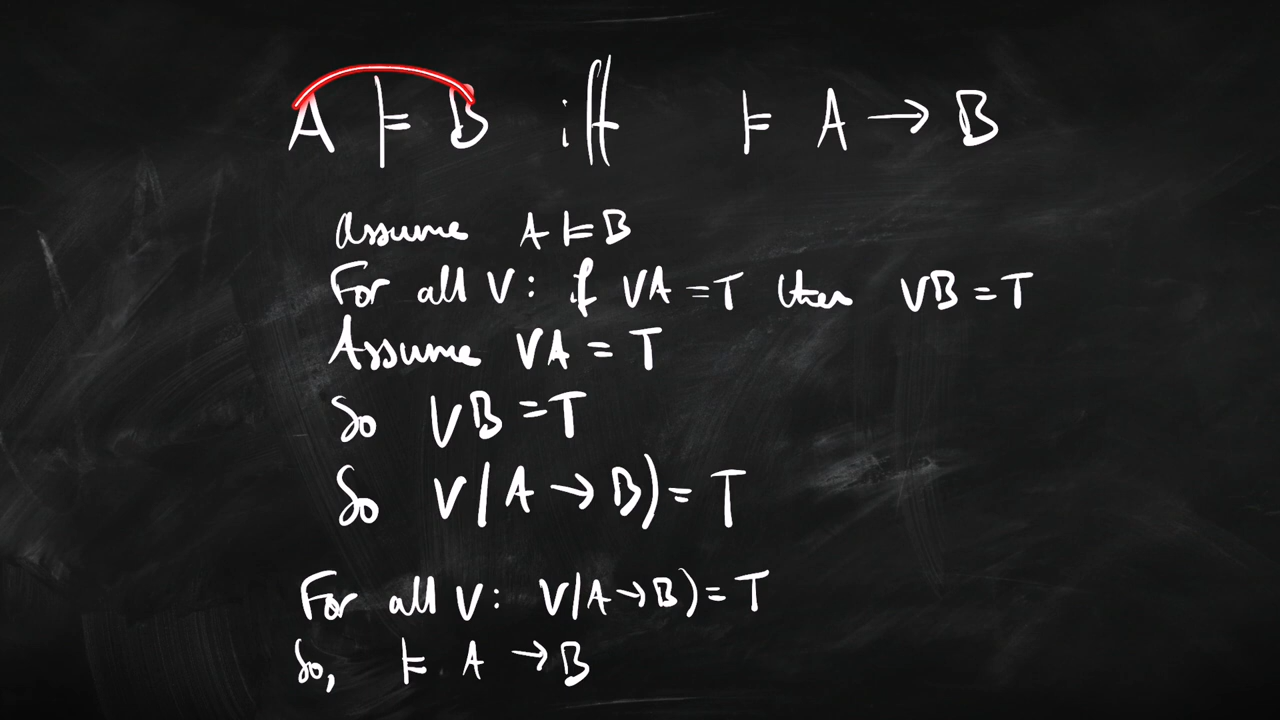 A ⊨ B iff ⊨ A → B
Assume A ⊨ B
For all V: if VA = T then VB = T
Assume VA = T
So VB = T
So V(A → B) = T
For all V: V(A → B) = T
So, ⊨ A → B